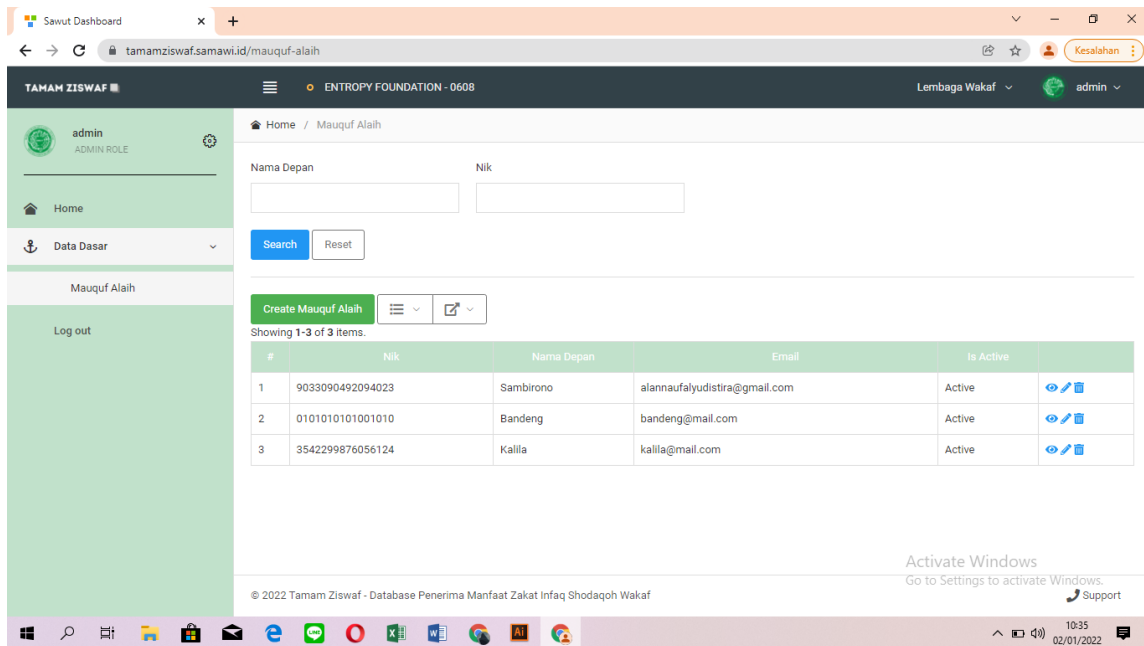 Sawut Dashboard
tamamziswaf.samawi.id/mauquf-alaih
Kesalahan
TAMAM ZISWAF
ENTROPY FOUNDATION - 0608
Lembaga Wakaf
admin
admin
ADMIN ROLE
Home
Data Dasar
Mauquf Alaih
Log out
Home / Mauquf Alaih
Nama Depan Nik
Search Reset
Create Mauquf Alaih
Showing 1-3 of 3 items.
# Nik Nama Depan Email Is Active
1 9033090492094023 Sambirono alannaufalyudistira@gmail.com Active
2 0101010101001010 Bandeng bandeng@mail.com Active
3 3542299876056124 Kalila kalila@mail.com Active
Activate Windows
Go to Settings to activate Windows.
© 2022 Tamam Ziswaf - Database Penerima Manfaat Zakat Infaq Shodaqoh Wakaf
Support
LINE
Ai
10:35
02/01/2022